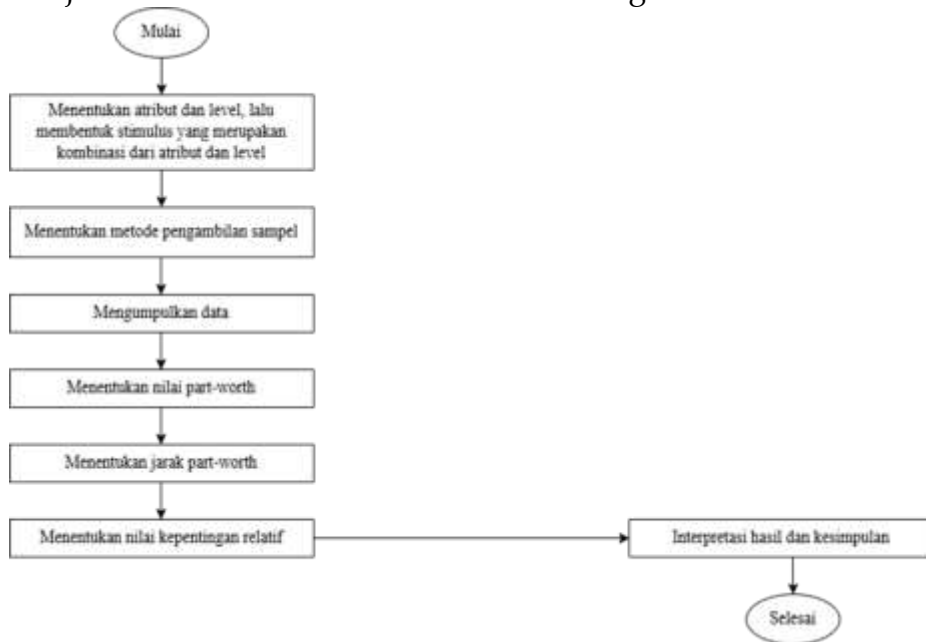 Mulai
Menentukan atribut dan level, lalu
membentuk stimulus yang merupakan
kombinasi dari atribut dan level
Menentukan metode pengambilan sampel
Mengumpulkan data
Menentukan nilai part-worth
Menentukan jarak part-worth
Menentukan nilai kepentingan relatif
Interpretasi hasil dan kesimpulan
Selesai